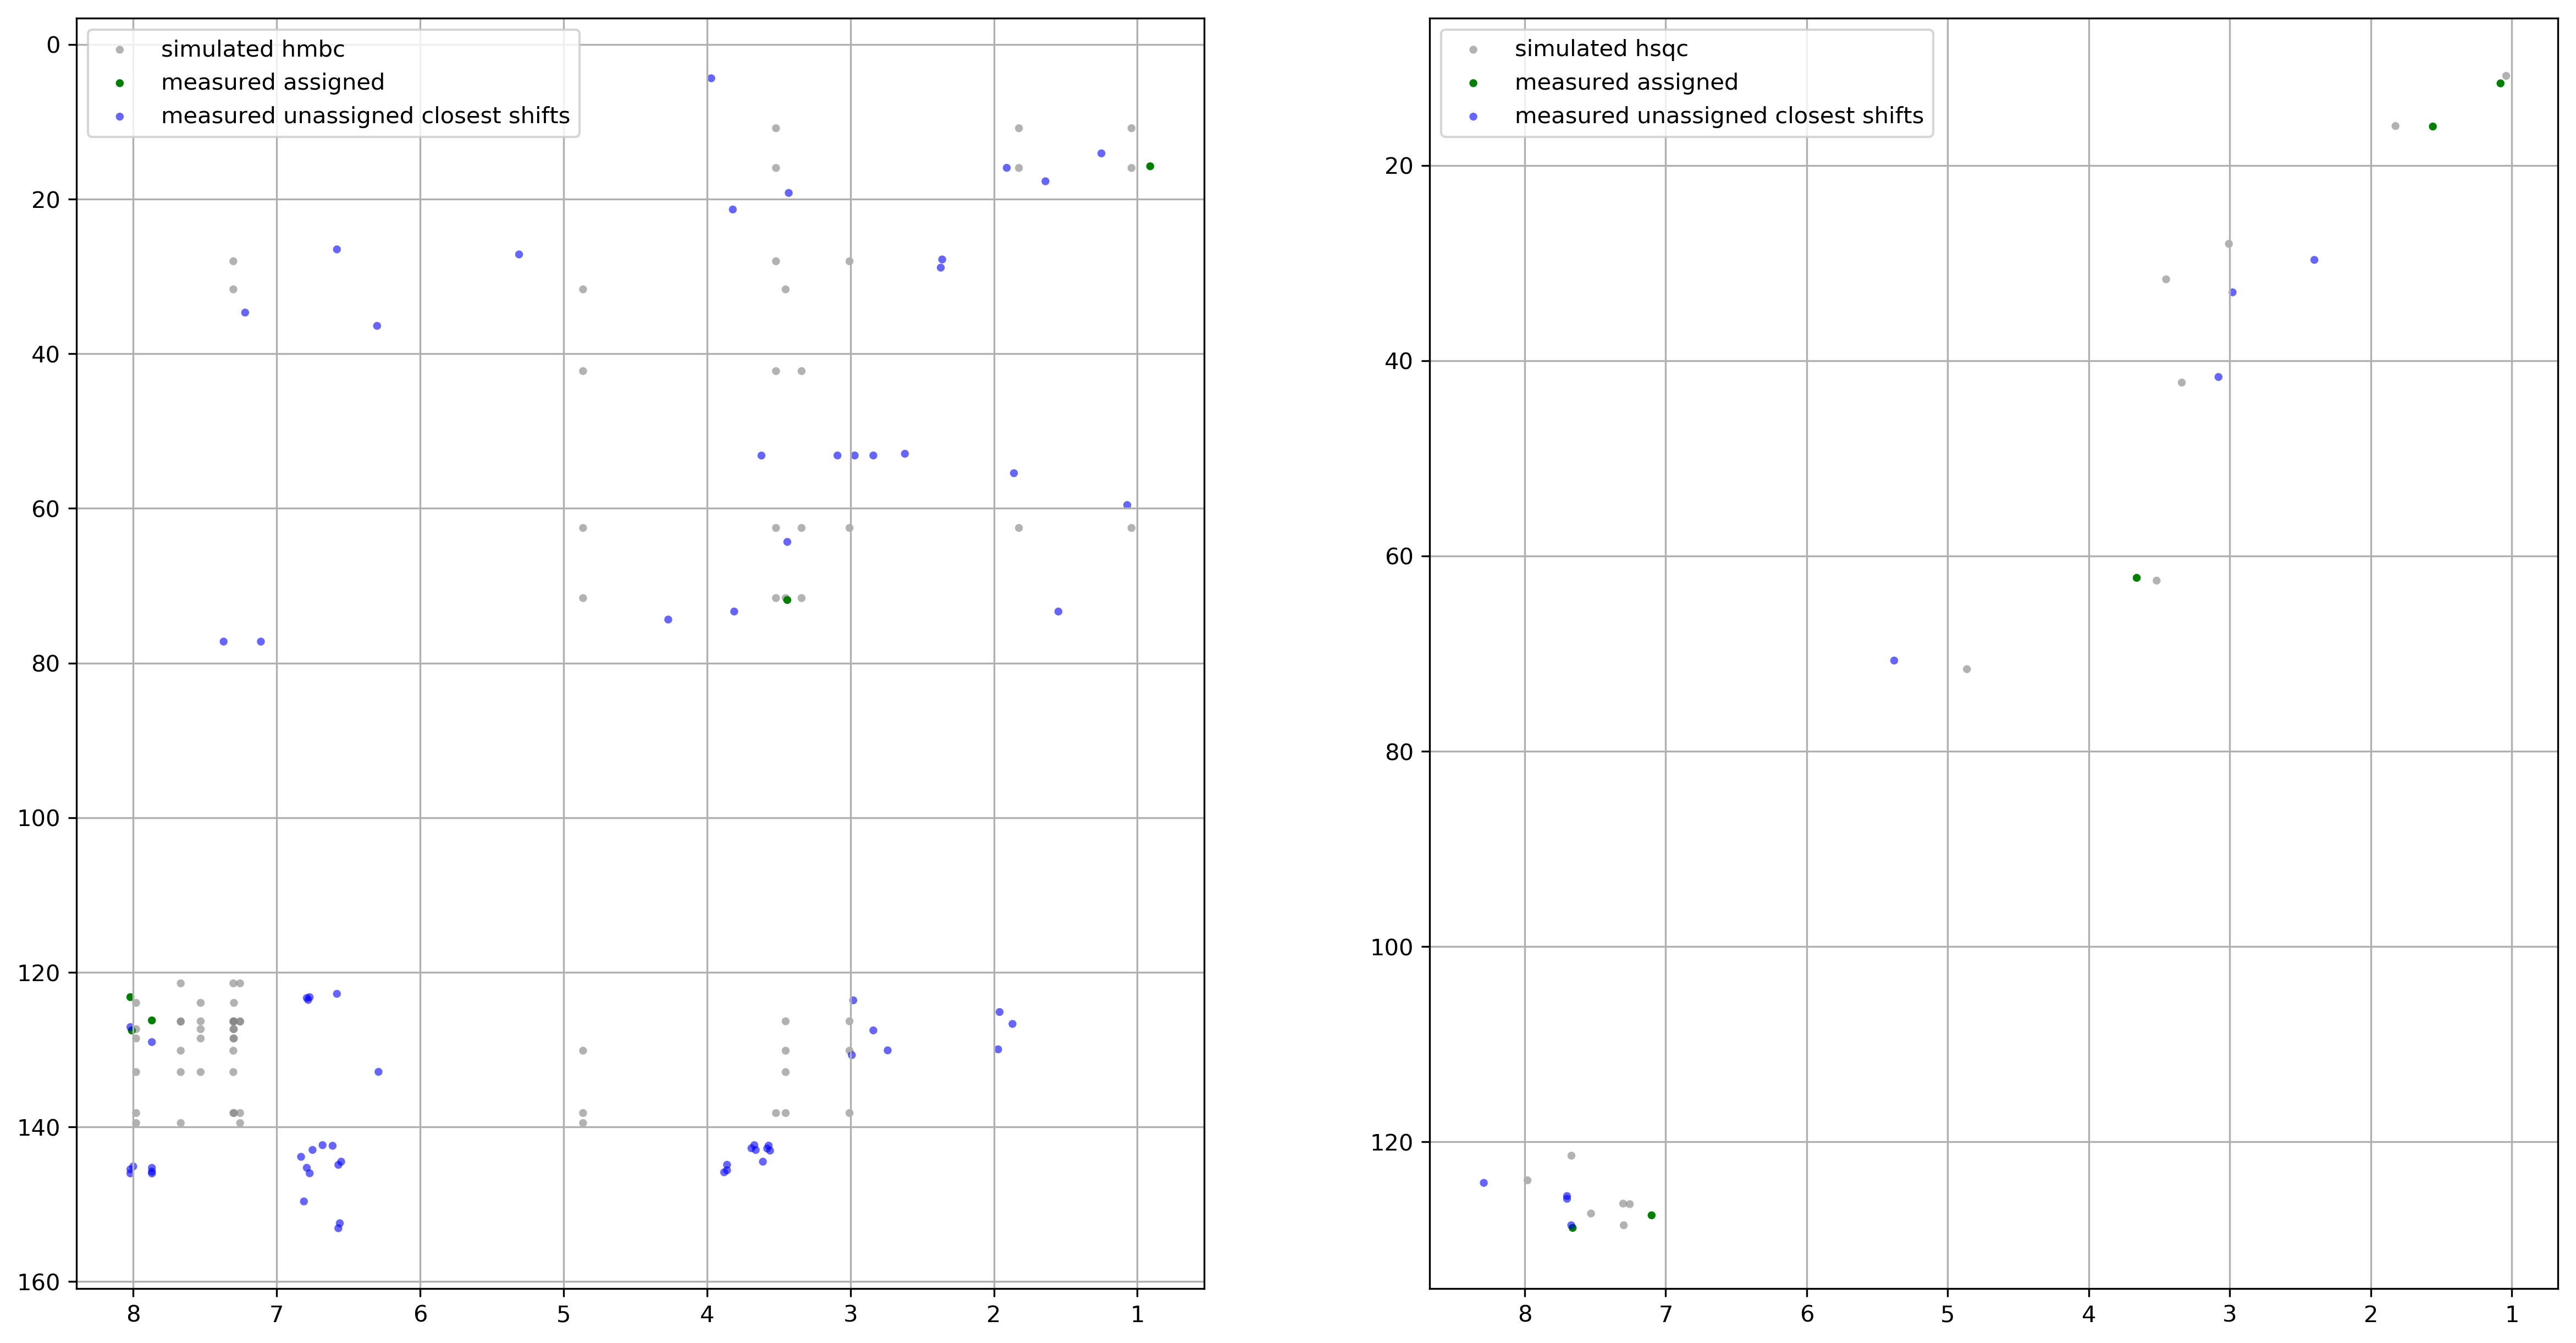 simulated hmbc
measured assigned
measured unassigned closest shifts
0
20
40
60
80
100
120
140
160
8 7 6 5 4 3 2 1
simulated hsqc
measured assigned
measured unassigned closest shifts
20
40
60
80
100
120
8 7 6 5 4 3 2 1